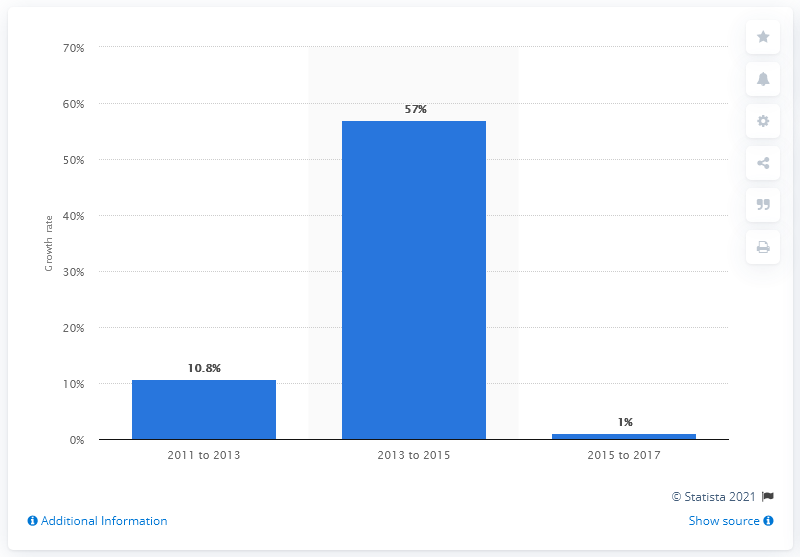 70%
60%
57%
50%
40%
Growth rate
30%
20%
10.8%
10%
1%
0%
2011 to 2013
2013 to 2015
2015 to 2017
© Statista 2021
Additional Information
Show source